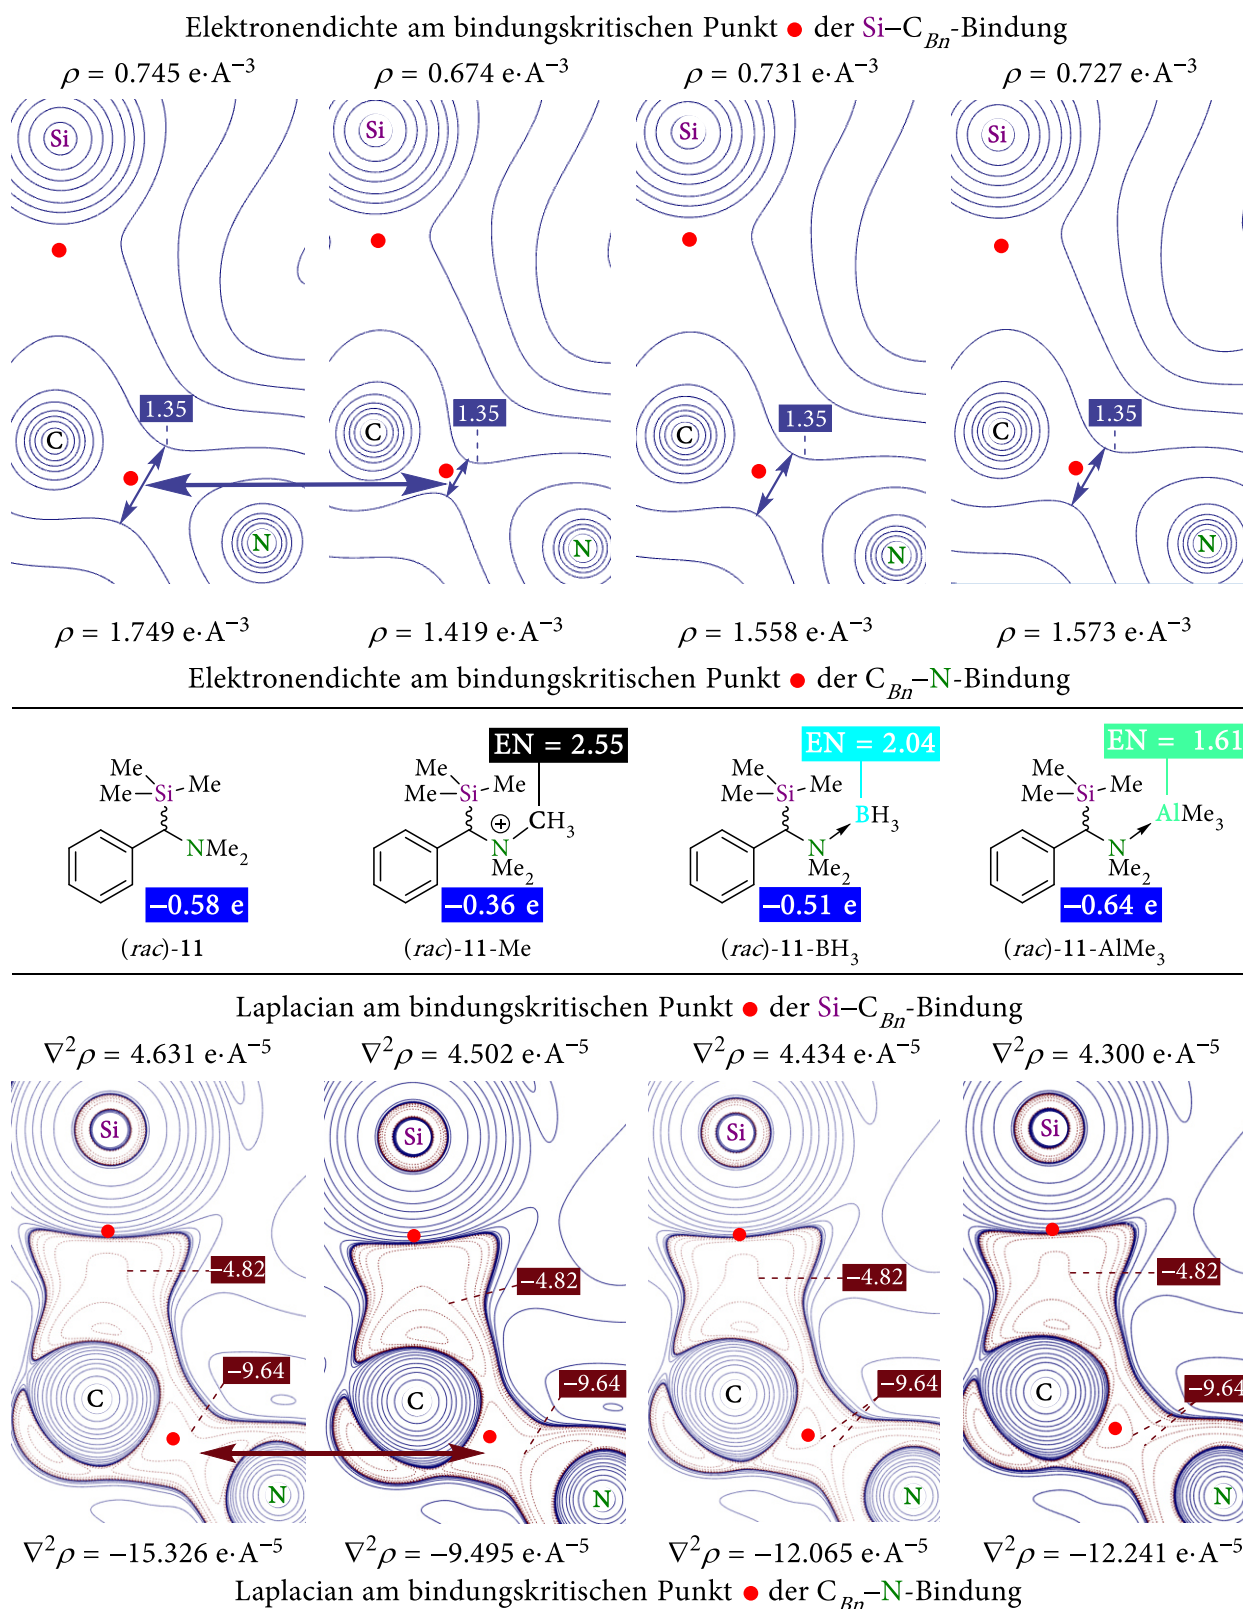 Elektronendichte am bindungskritischen Punkt ● der Si–C_Bn-Bindung
ρ = 0.745 e·A⁻³ ρ = 0.674 e·A⁻³ ρ = 0.731 e·A⁻³ ρ = 0.727 e·A⁻³
Si Si Si Si
1.35 1.35 1.35 1.35
C C C C
N N N N
ρ = 1.749 e·A⁻³ ρ = 1.419 e·A⁻³ ρ = 1.558 e·A⁻³ ρ = 1.573 e·A⁻³
Elektronendichte am bindungskritischen Punkt ● der C_Bn–N-Bindung
EN = 2.55 EN = 2.04 EN = 1.61
Me Me Me Me
Me Si Me Me Si Me Me Si Me Me Si Me
⊕ CH₃ BH₃ AlMe₃
NMe₂ N N N
Me₂ Me₂ Me₂
−0.58 e −0.36 e −0.51 e −0.64 e
(rac)-11 (rac)-11-Me (rac)-11-BH₃ (rac)-11-AlMe₃
Laplacian am bindungskritischen Punkt ● der Si–C_Bn-Bindung
∇²ρ = 4.631 e·A⁻⁵ ∇²ρ = 4.502 e·A⁻⁵ ∇²ρ = 4.434 e·A⁻⁵ ∇²ρ = 4.300 e·A⁻⁵
Si Si Si Si
−4.82 −4.82 −4.82 −4.82
−9.64 −9.64 −9.64 −9.64
C C C C
N N N N
∇²ρ = −15.326 e·A⁻⁵ ∇²ρ = −9.495 e·A⁻⁵ ∇²ρ = −12.065 e·A⁻⁵ ∇²ρ = −12.241 e·A⁻⁵
Laplacian am bindungskritischen Punkt ● der C_Bn–N-Bindung